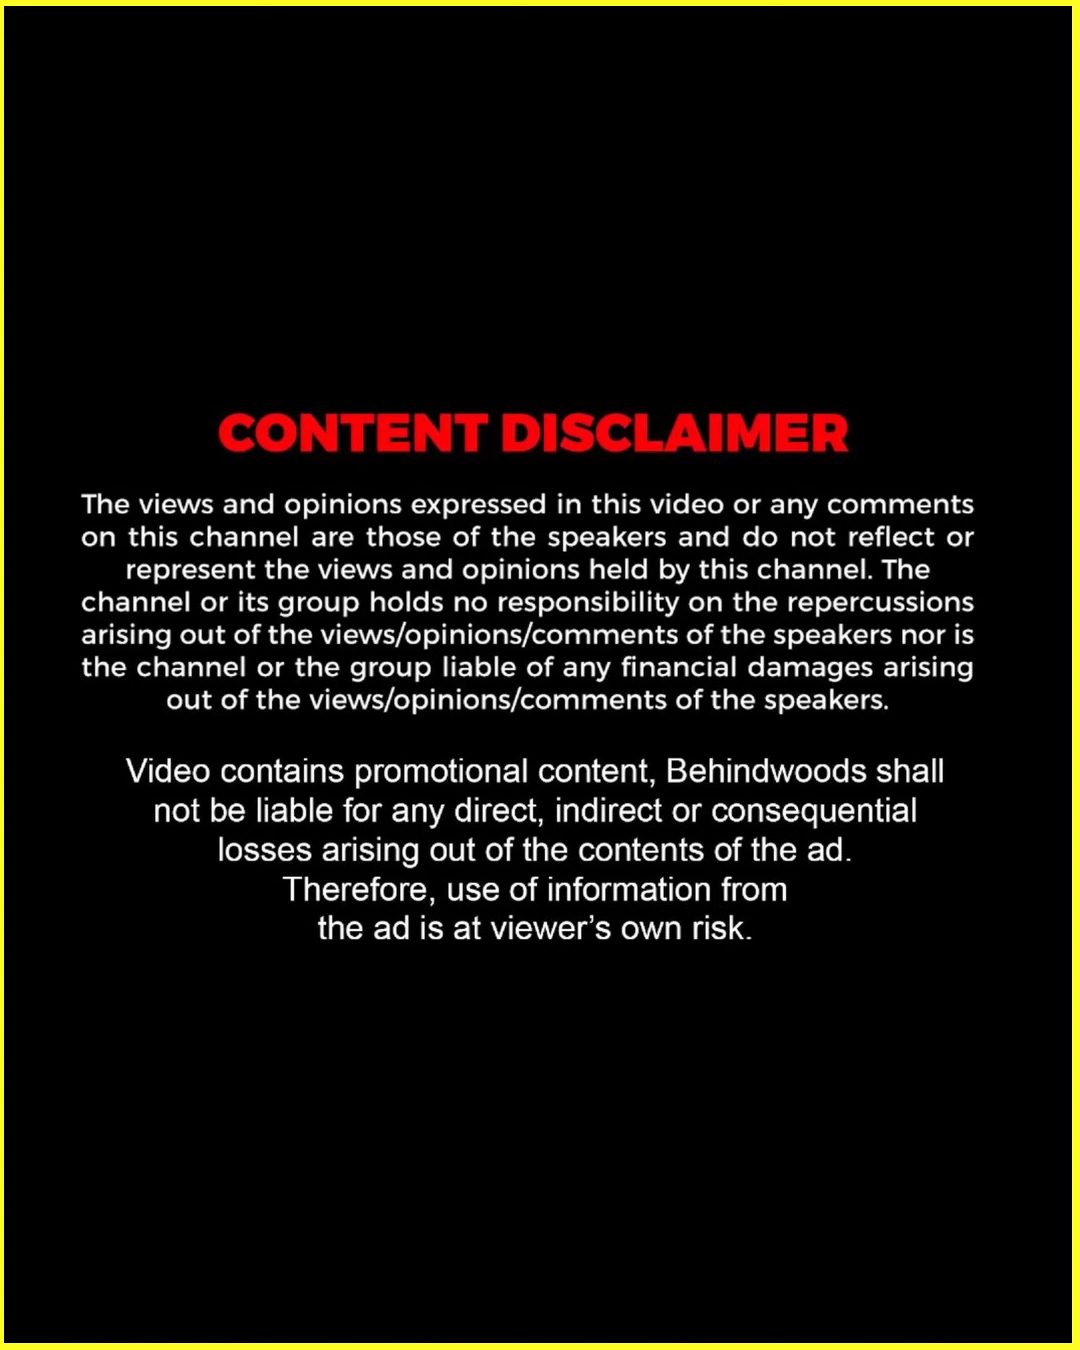 CONTENT DISCLAIMER
The views and opinions expressed in this video or any comments
on this channel are those of the speakers and do not reflect or
represent the views and opinions held by this channel. The
channel or its group holds no responsibility on the repercussions
arising out of the views/opinions/comments of the speakers nor is
the channel or the group liable of any financial damages arising
out of the views/opinions/comments of the speakers.
Video contains promotional content, Behindwoods shall
not be liable for any direct, indirect or consequential
losses arising out of the contents of the ad.
Therefore, use of information from
the ad is at viewer’s own risk.